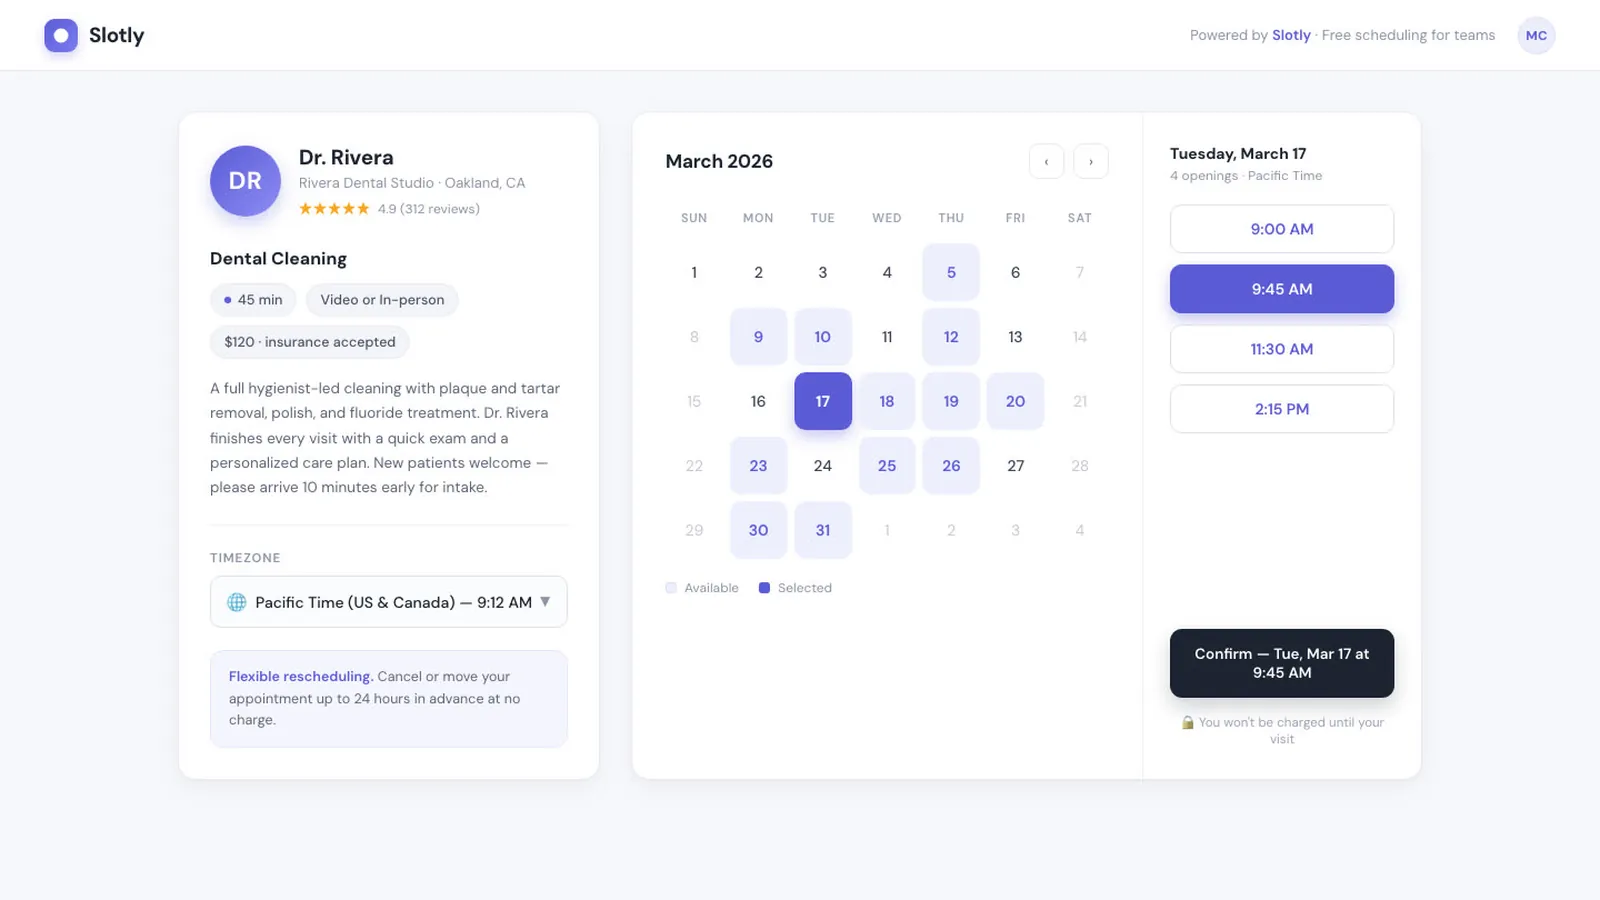 Slotly
Powered by Slotly · Free scheduling for teams
MC
DR
Dr. Rivera
Rivera Dental Studio · Oakland, CA
★★★★★ 4.9 (312 reviews)
Dental Cleaning
45 min
Video or In-person
$120 · insurance accepted
A full hygienist-led cleaning with plaque and tartar
removal, polish, and fluoride treatment. Dr. Rivera
finishes every visit with a quick exam and a
personalized care plan. New patients welcome —
please arrive 10 minutes early for intake.
TIMEZONE
Pacific Time (US & Canada) — 9:12 AM ▼
Flexible rescheduling. Cancel or move your
appointment up to 24 hours in advance at no
charge.
March 2026
‹ ›
SUN MON TUE WED THU FRI SAT
1 2 3 4 5 6 7
8 9 10 11 12 13 14
15 16 17 18 19 20 21
22 23 24 25 26 27 28
29 30 31 1 2 3 4
Available Selected
Tuesday, March 17
4 openings · Pacific Time
9:00 AM
9:45 AM
11:30 AM
2:15 PM
Confirm — Tue, Mar 17 at
9:45 AM
🔒 You won't be charged until your
visit